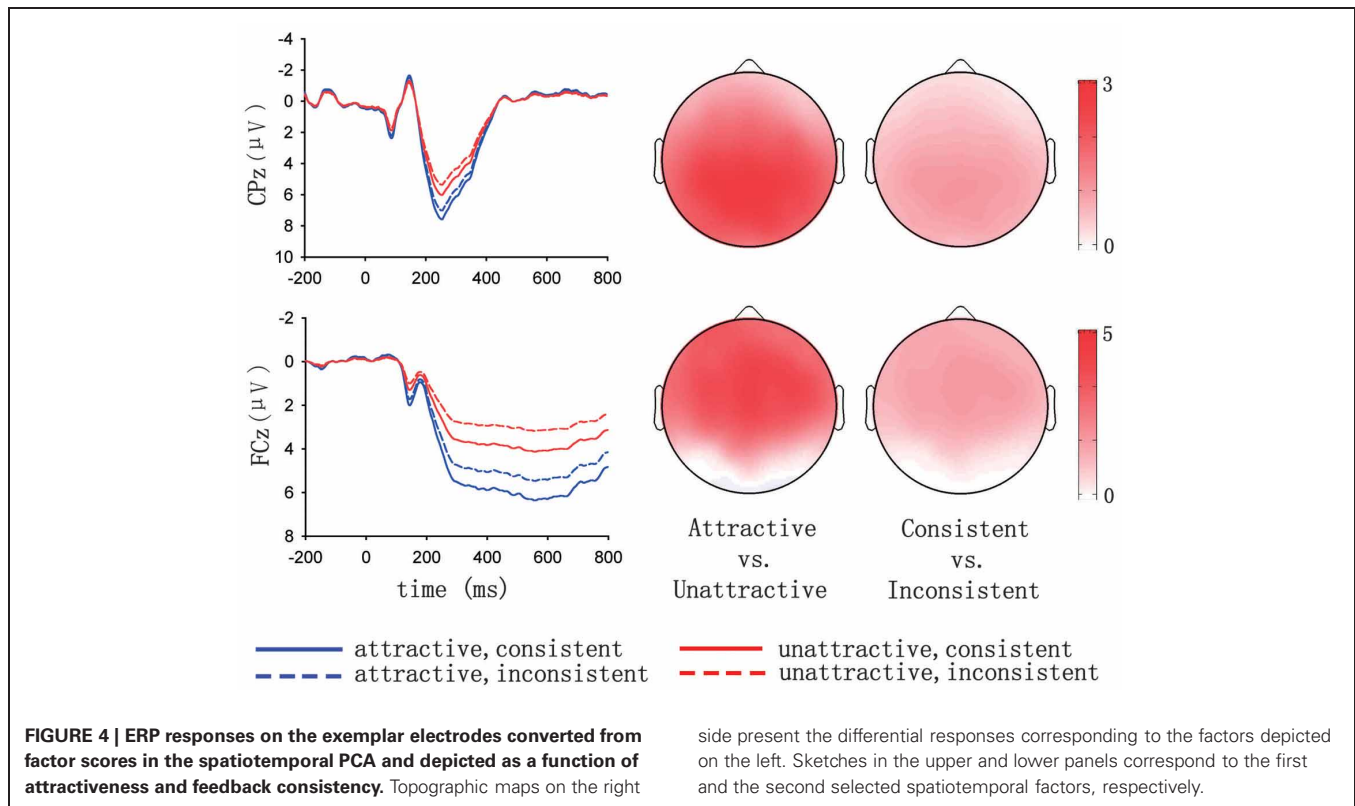 -4
-2
0
2
4
6
8
10
CPz(μV)
-200 0 200 400 600 800
3
0
-2
0
2
4
6
8
FCz(μV)
-200 0 200 400 600 800
time (ms)
5
0
Attractive
vs.
Unattractive
Consistent
vs.
Inconsistent
attractive, consistent
attractive, inconsistent
unattractive, consistent
unattractive, inconsistent
FIGURE 4 | ERP responses on the exemplar electrodes converted from
factor scores in the spatiotemporal PCA and depicted as a function of
attractiveness and feedback consistency. Topographic maps on the right
side present the differential responses corresponding to the factors depicted
on the left. Sketches in the upper and lower panels correspond to the first
and the second selected spatiotemporal factors, respectively.